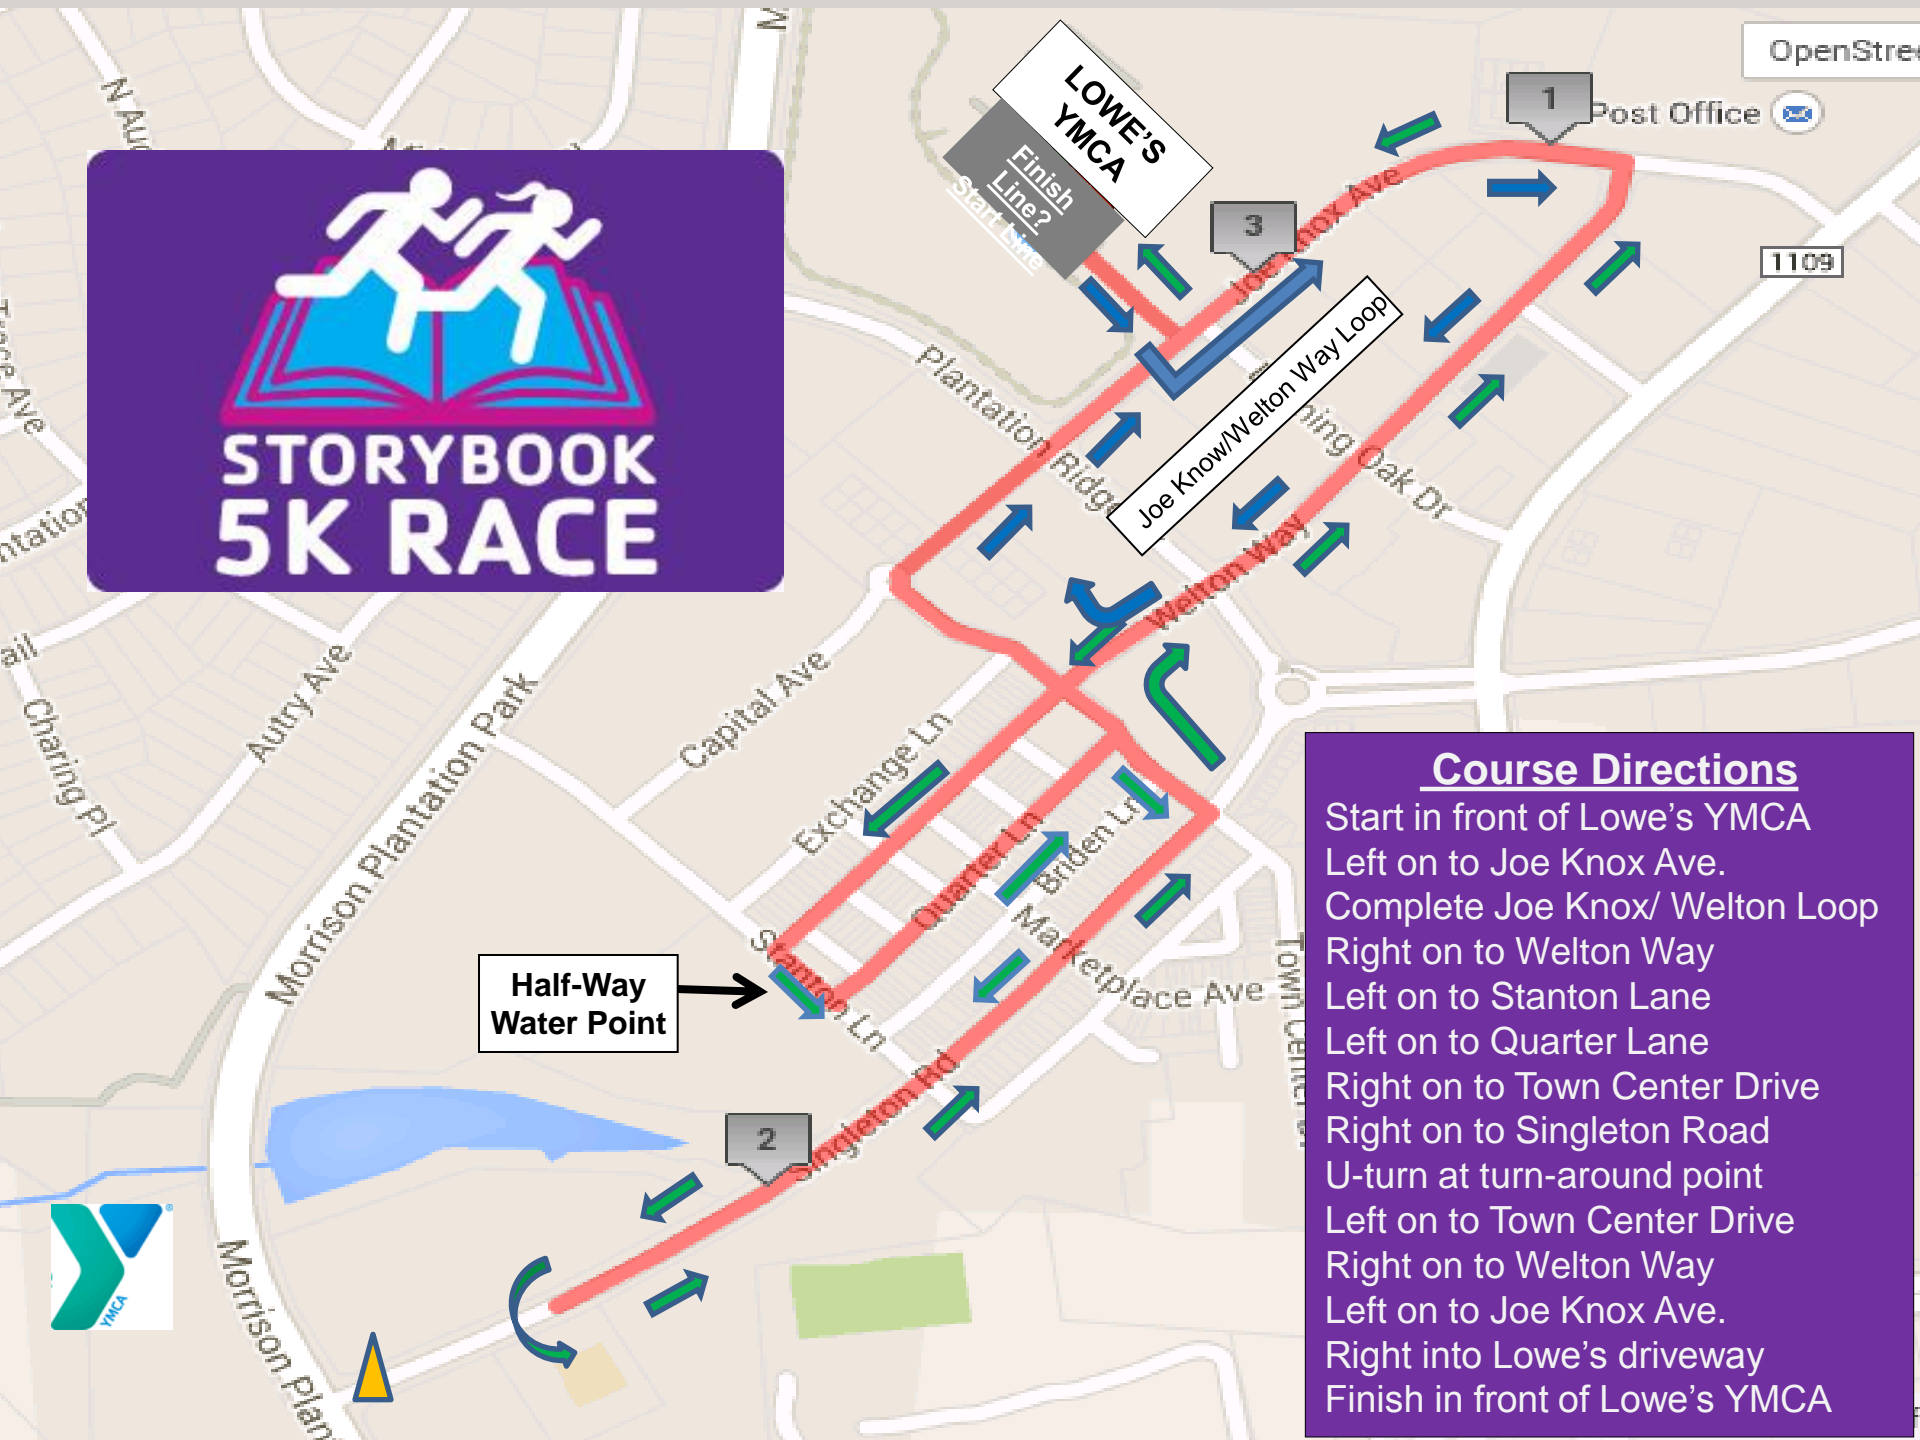 OpenStre
Post Office
1
LOWE'S
YMCA
Finish
Line?
Start Line
3
1109
STORYBOOK
5K RACE
Joe Know/Welton Way Loop
Plantation Ridge
Oak Dr
Welton Way
Capital Ave
Exchange Ln
Autry Ave
Charing Pl
Morrison Plantation Park
Quarter Ln
Briden Ln
Marketplace Ave
Stanton Ln
Singleton Rd
Half-Way
Water Point
2
YMCA
Morrison Plan
Course Directions
Start in front of Lowe's YMCA
Left on to Joe Knox Ave.
Complete Joe Knox/ Welton Loop
Right on to Welton Way
Left on to Stanton Lane
Left on to Quarter Lane
Right on to Town Center Drive
Right on to Singleton Road
U-turn at turn-around point
Left on to Town Center Drive
Right on to Welton Way
Left on to Joe Knox Ave.
Right into Lowe's driveway
Finish in front of Lowe's YMCA